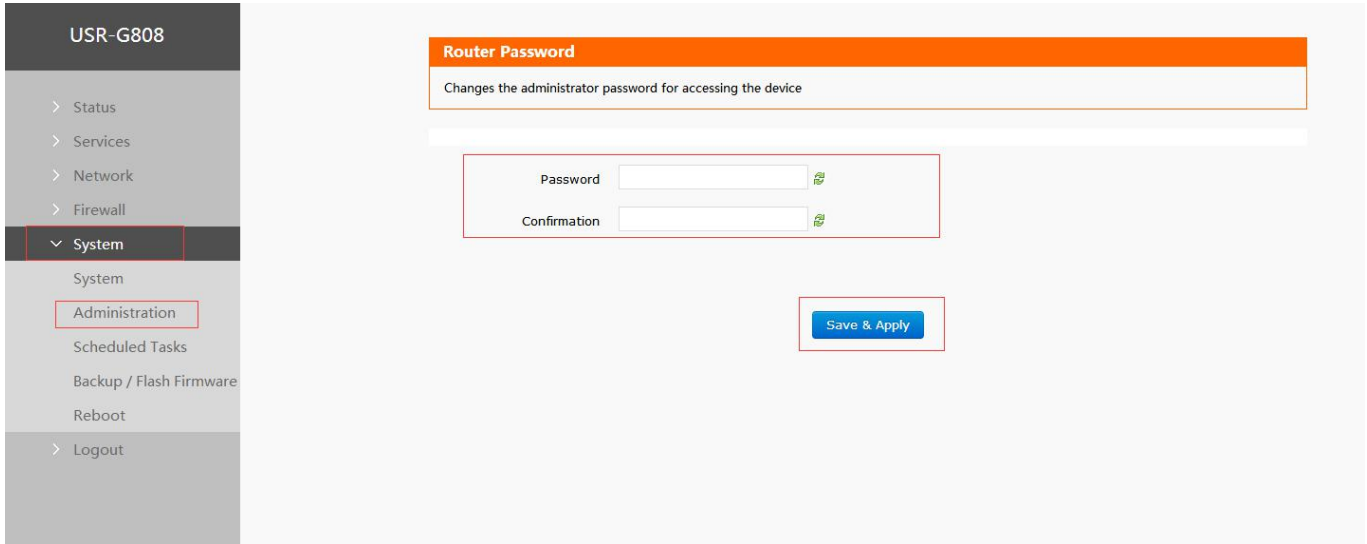 USR-G808
Status
Services
Network
Firewall
System
System
Administration
Scheduled Tasks
Backup / Flash Firmware
Reboot
Logout
Router Password
Changes the administrator password for accessing the device
Password
Confirmation
Save & Apply